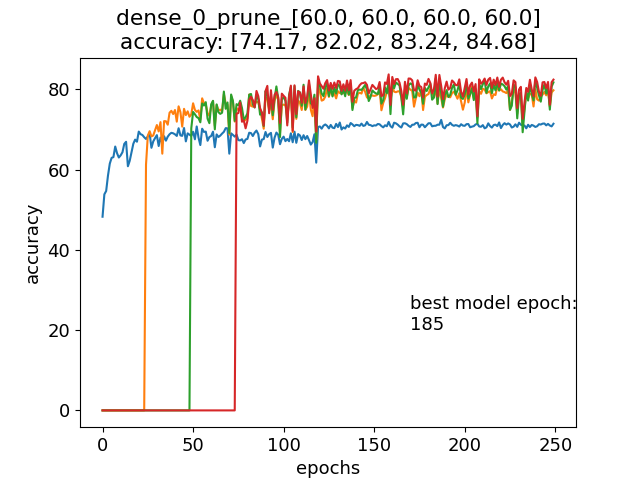 dense_0_prune_[60.0, 60.0, 60.0, 60.0]
accuracy: [74.17, 82.02, 83.24, 84.68]
80
60
40
20
0
accuracy
best model epoch:
185
0 50 100 150 200 250
epochs